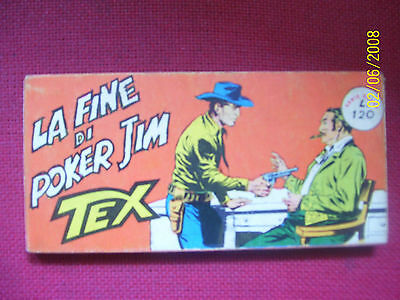 LA FINE
DI
POKER JIM
TEX
L.
120
02/06/2008